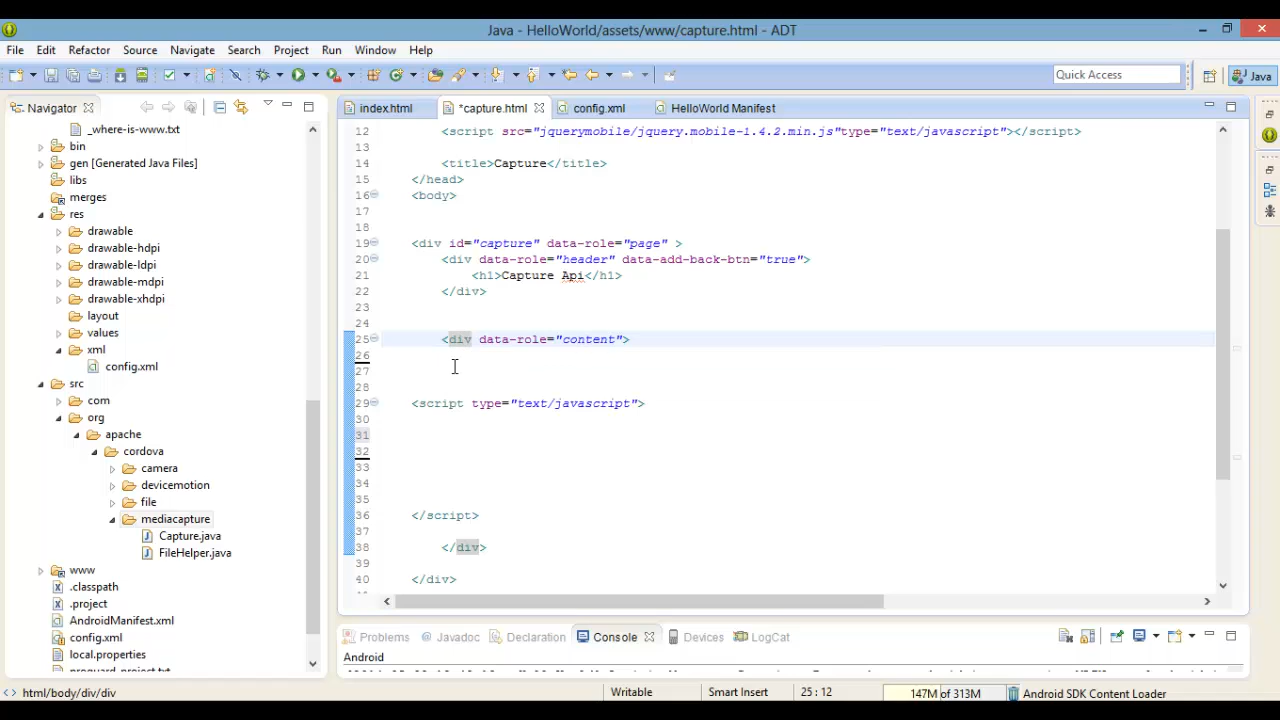 Java - HelloWorld/assets/www/capture.html - ADT
File Edit Refactor Source Navigate Search Project Run Window Help
Quick Access
Java
Navigator
_where-is-www.txt
bin
gen [Generated Java Files]
libs
merges
res
drawable
drawable-hdpi
drawable-ldpi
drawable-mdpi
drawable-xhdpi
layout
values
xml
config.xml
src
com
org
apache
cordova
camera
devicemotion
file
mediacapture
Capture.java
FileHelper.java
www
.classpath
.project
AndroidManifest.xml
config.xml
local.properties
proguard_project.txt
index.html *capture.html config.xml HelloWorld Manifest
12 <script src="jquerymobile/jquery.mobile-1.4.2.min.js"type="text/javascript"></script>
13
14 <title>Capture</title>
15 </head>
16 <body>
17
18
19 <div id="capture" data-role="page" >
20 <div data-role="header" data-add-back-btn="true">
21 <h1>Capture Api</h1>
22 </div>
23
24
25 <div data-role="content">
26
27
28
29 <script type="text/javascript">
30
31
32
33
34
35
36 </script>
37
38 </div>
39
40 </div>
Problems Javadoc Declaration Console Devices LogCat
Android
html/body/div/div
Writable
Smart Insert
25 : 12
147M of 313M
Android SDK Content Loader